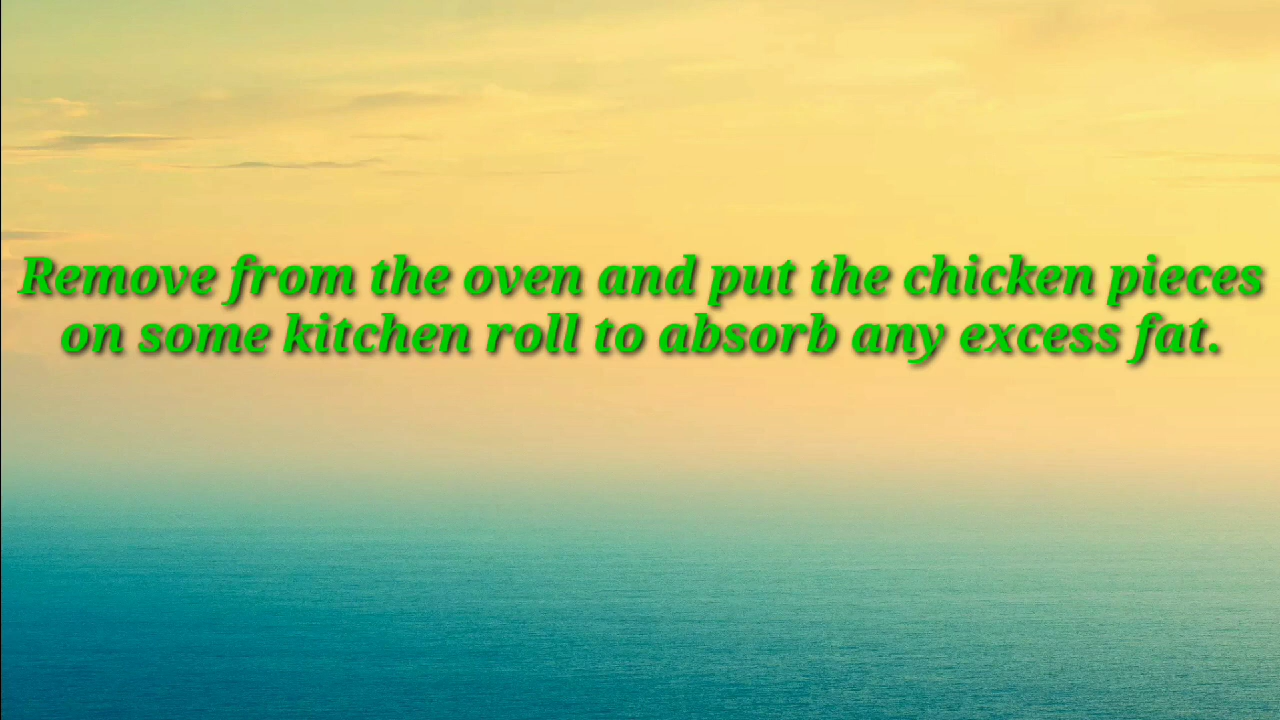 Remove from the oven and put the chicken pieces
on some kitchen roll to absorb any excess fat.